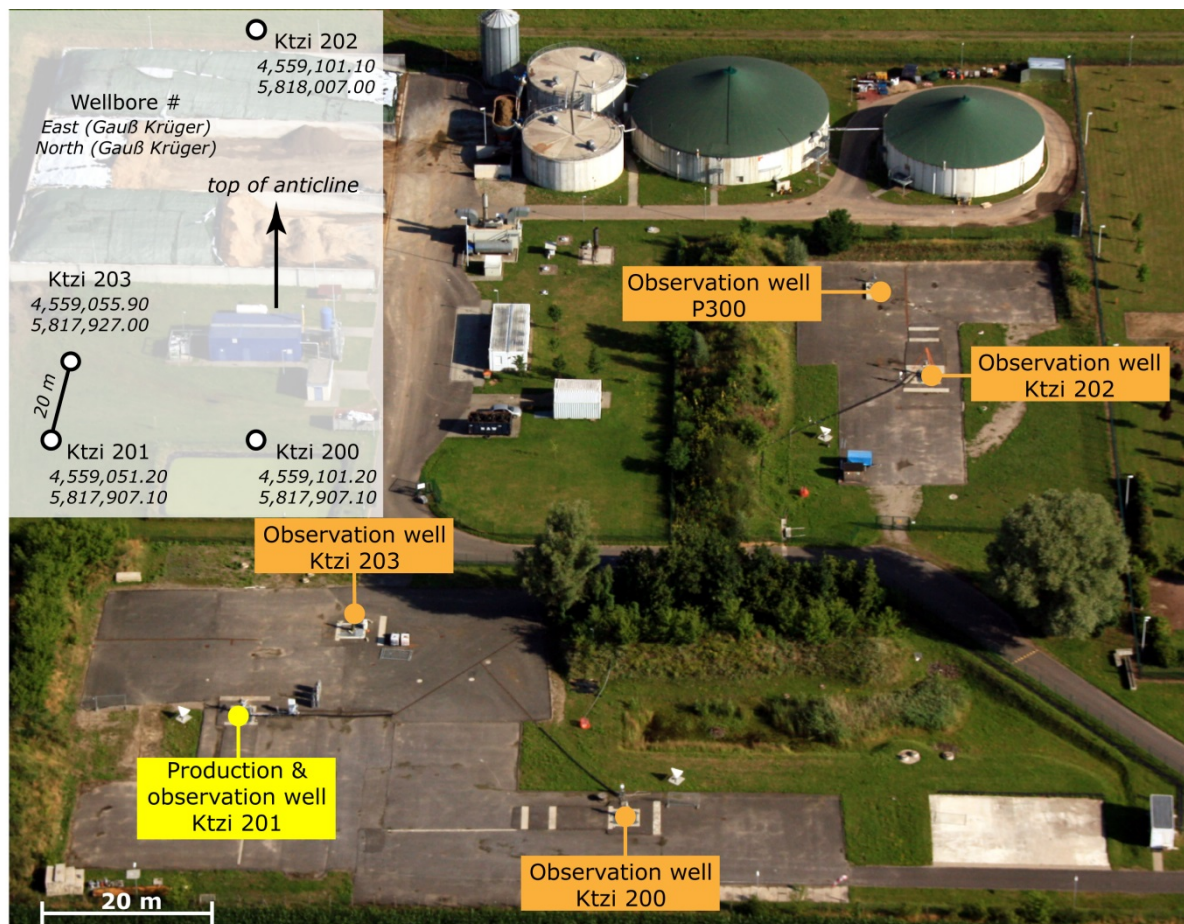 Ktzi 202
4,559,101.10
5,818,007.00
Wellbore #
East (Gauß Krüger)
North (Gauß Krüger)
top of anticline
Ktzi 203
4,559,055.90
5,817,927.00
20 m
Ktzi 201
4,559,051.20
5,817,907.10
Ktzi 200
4,559,101.20
5,817,907.10
Observation well
P300
Observation well
Ktzi 202
Observation well
Ktzi 203
Production &
observation well
Ktzi 201
Observation well
Ktzi 200
20 m